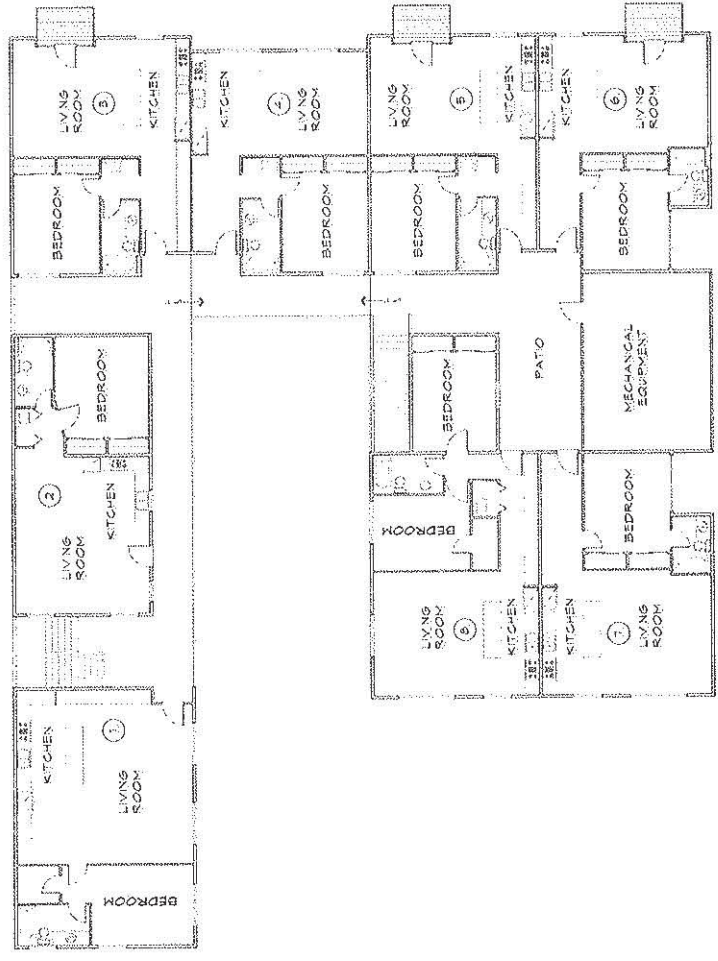 3
LIVING
ROOM
KITCHEN
BEDROOM
4
LIVING
ROOM
KITCHEN
BEDROOM
5
LIVING
ROOM
KITCHEN
BEDROOM
6
LIVING
ROOM
KITCHEN
BEDROOM
2
LIVING
ROOM
KITCHEN
BEDROOM
PATIO
MECHANICAL
EQUIPMENT
8
LIVING
ROOM
KITCHEN
BEDROOM
BEDROOM
7
LIVING
ROOM
KITCHEN
BEDROOM
1
KITCHEN
LIVING
ROOM
BEDROOM